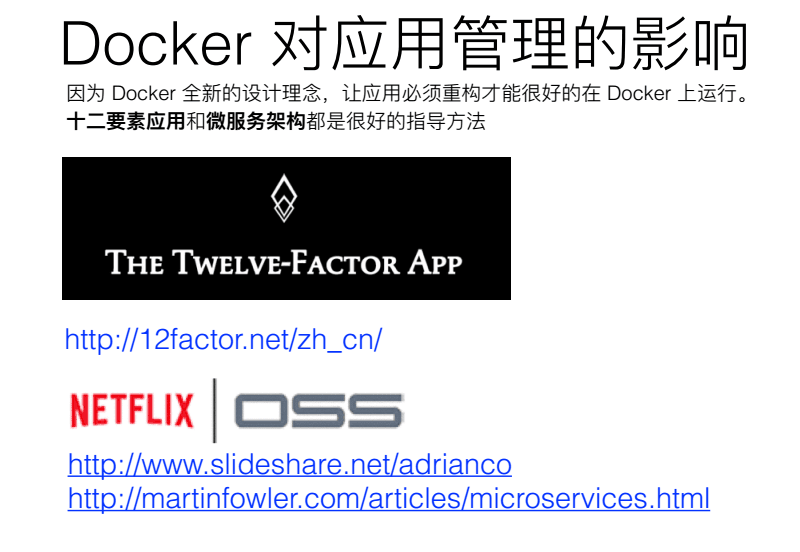 Docker 对应用管理的影响
因为 Docker 全新的设计理念，让应用必须重构才能很好的在 Docker 上运行。
十二要素应用和微服务架构都是很好的指导方法
THE TWELVE-FACTOR APP
http://12factor.net/zh_cn/
NETFLIX | OSS
http://www.slideshare.net/adrianco
http://martinfowler.com/articles/microservices.html